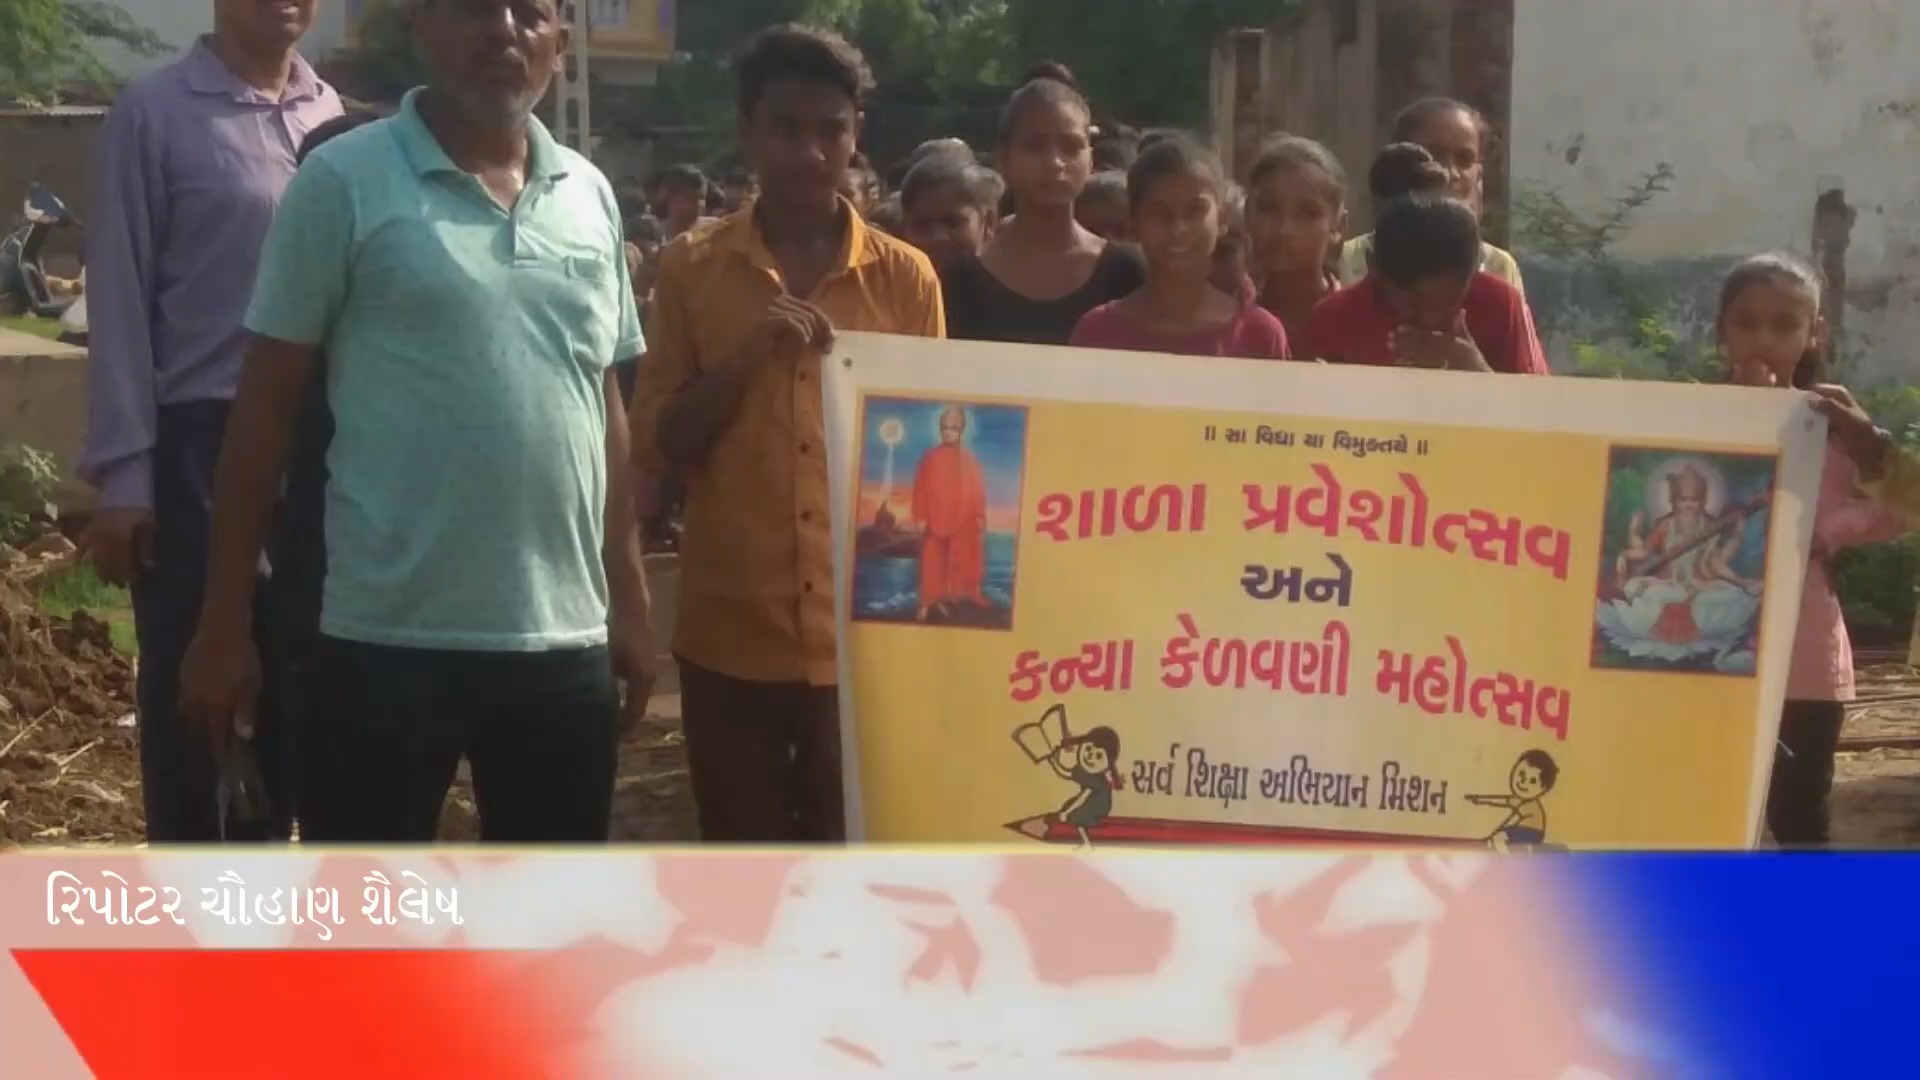 ॥ સા વિદ્યા યા વિમુક્તયે ॥
શાળા પ્રવેશોત્સવ
અને
કન્યા કેળવણી મહોત્સવ
સર્વ શિક્ષા અભિયાન મિશન
રિપોટર ચૌહાણ શૈલેષ